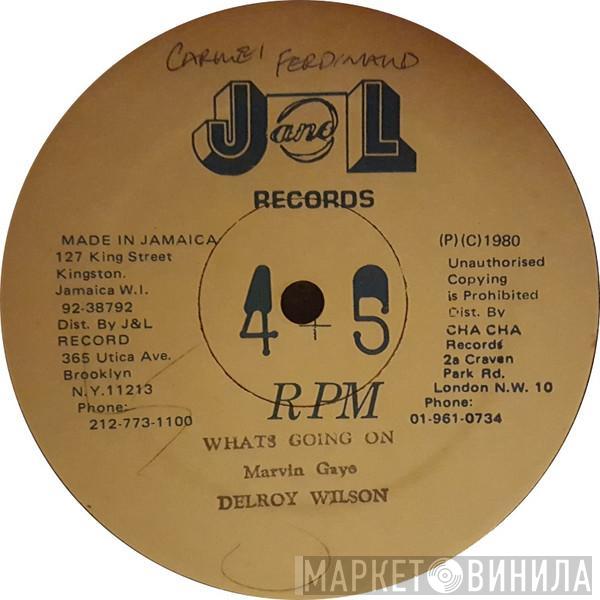 CARMEL FERDINAND
J and L
RECORDS
MADE IN JAMAICA
127 King Street
Kingston.
Jamaica W.I.
92-38792
Dist. By J&L
RECORD
365 Utica Ave.
Brooklyn
N.Y.11213
Phone:
212-773-1100
(P)(C)1980
Unauthorised
Copying
is Prohibited
Dist. By
CHA CHA
Records
2a Craven
Park Rd.
London N.W. 10
Phone:
01-961-0734
45
RPM
WHATS GOING ON
Marvin Gaye
DELROY WILSON
МАРКЕТ ВИНИЛА